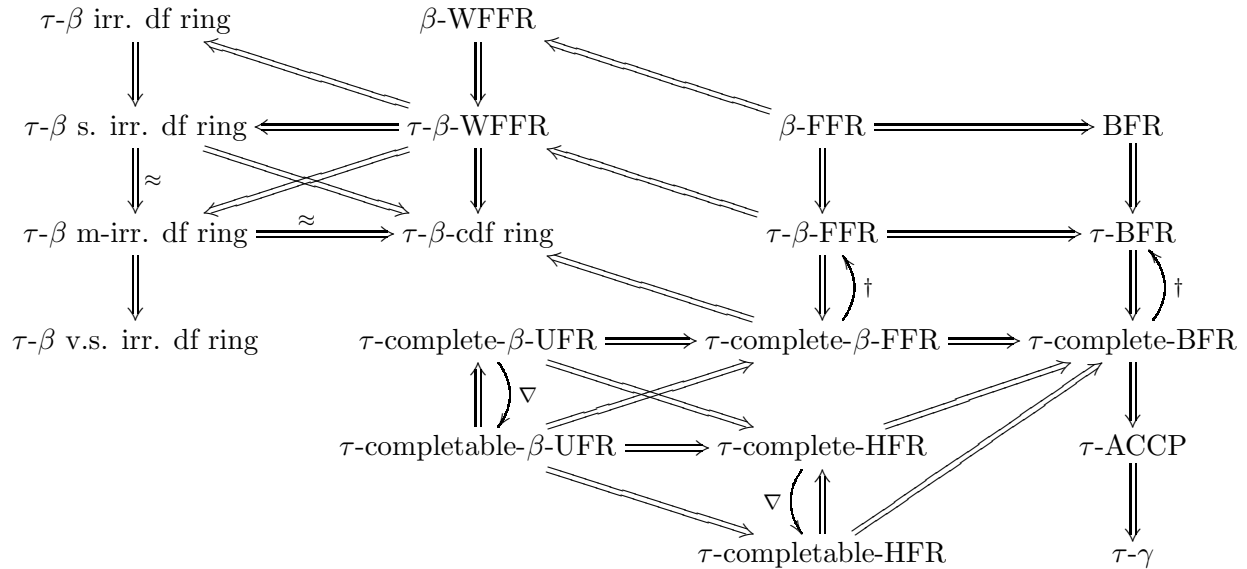 τ-β irr. df ring β-WFFR
τ-β s. irr. df ring τ-β-WFFR β-FFR BFR
≈
τ-β m-irr. df ring ≈ τ-β-cdf ring τ-β-FFR τ-BFR
† †
τ-β v.s. irr. df ring τ-complete-β-UFR τ-complete-β-FFR τ-complete-BFR
∇
τ-completable-β-UFR τ-complete-HFR τ-ACCP
∇
τ-completable-HFR τ-γ